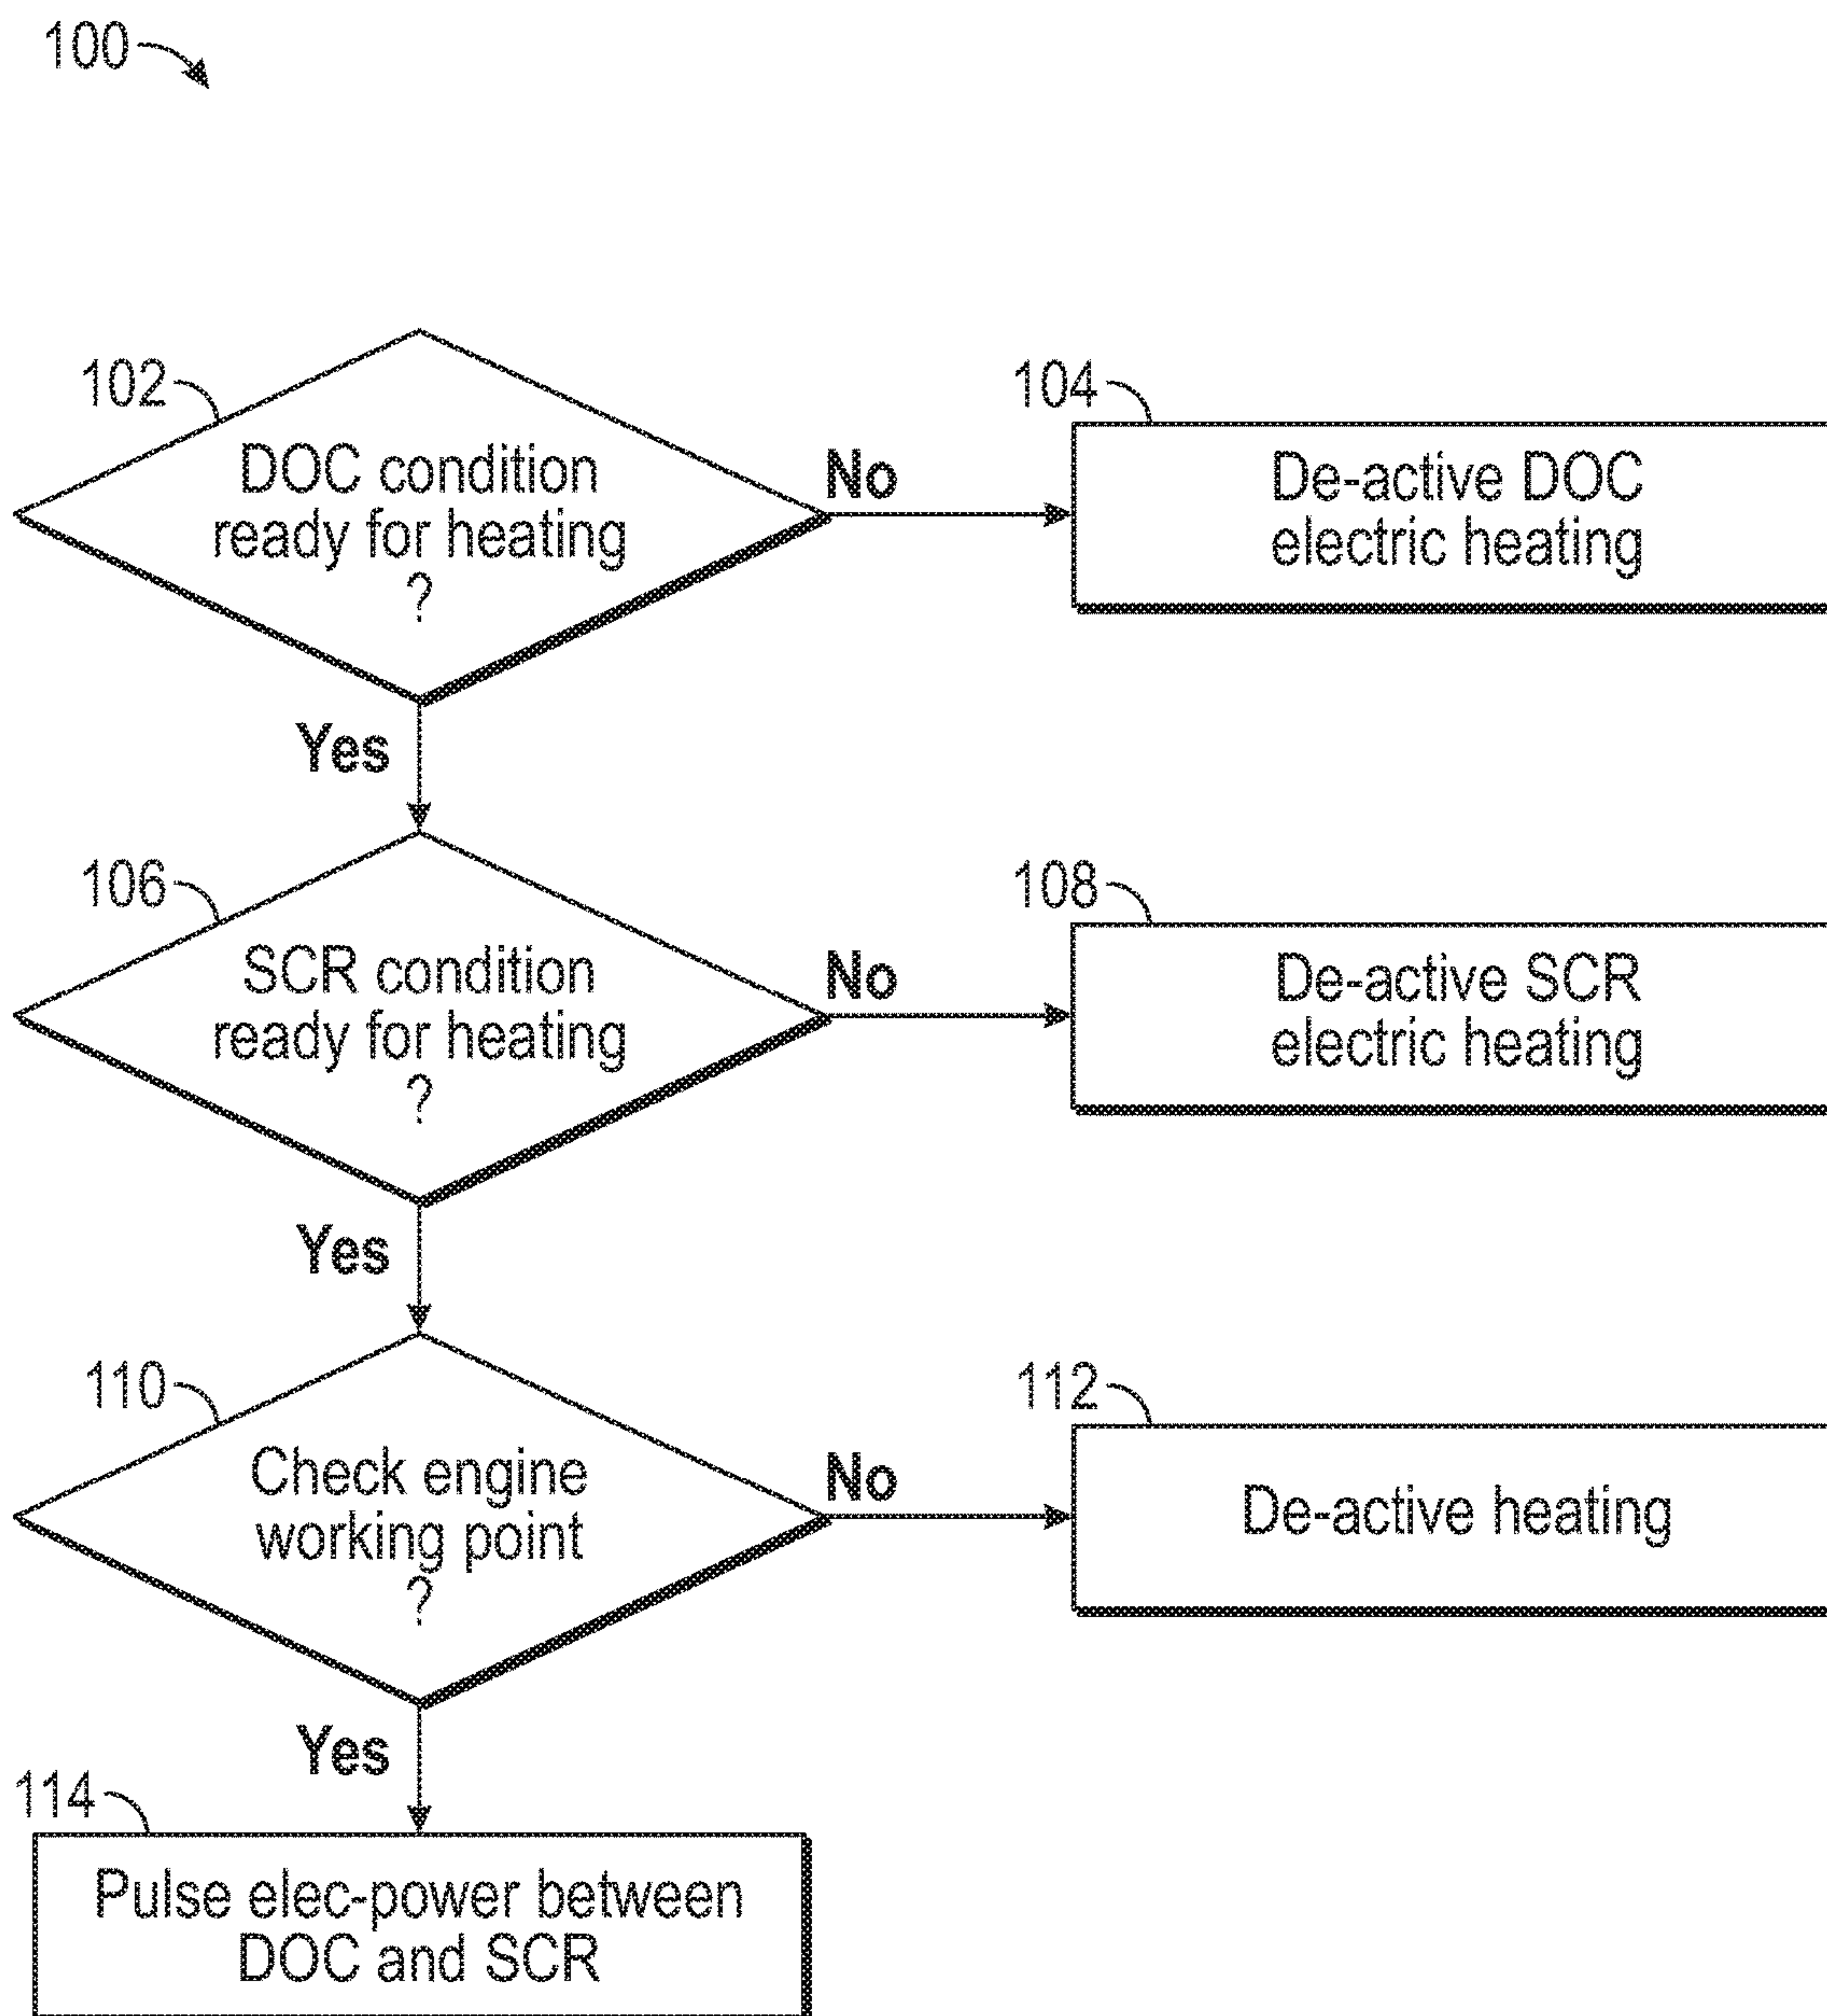 100
102
DOC condition
ready for heating
?
No
104
De-active DOC
electric heating
Yes
106
SCR condition
ready for heating
?
No
108
De-active SCR
electric heating
Yes
110
Check engine
working point
?
No
112
De-active heating
Yes
114
Pulse elec-power between
DOC and SCR